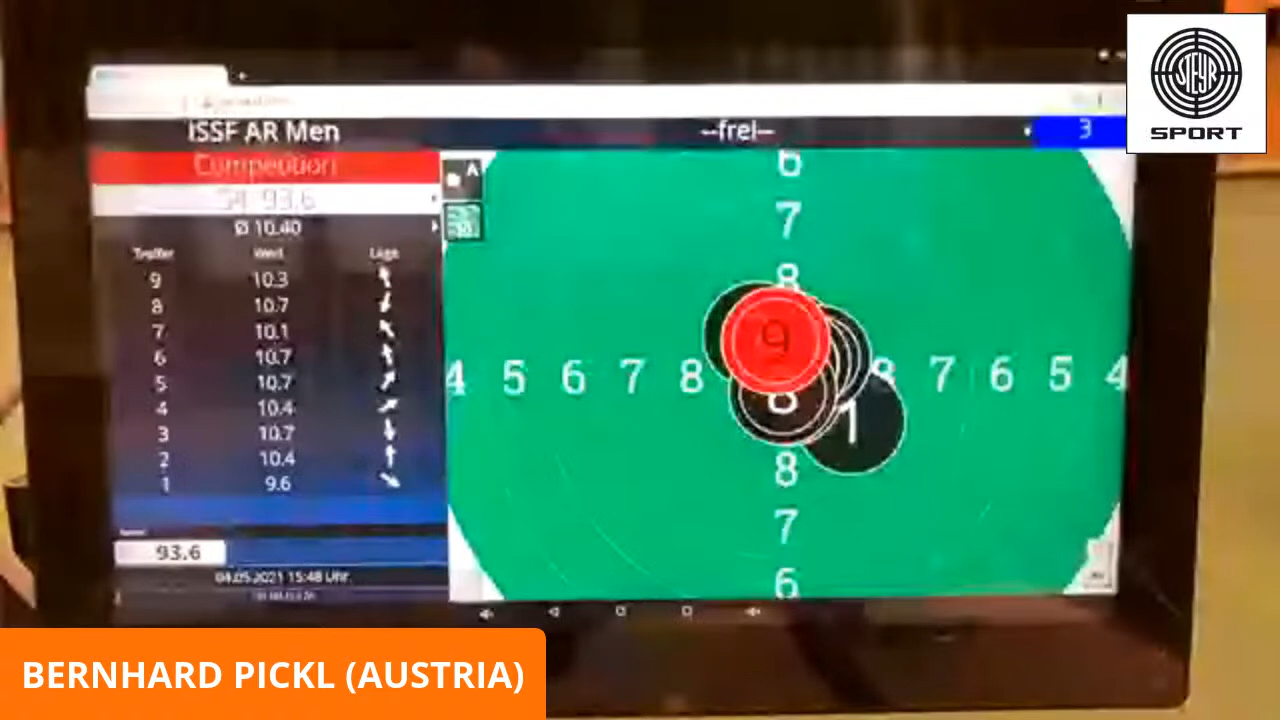 STEYR
SPORT
ISSF AR Men
--frei--
3
Competition
S4: 93.6
Ø 10.40
A
Treffer Wert Lage
9 10.3
8 10.7
7 10.1
6 10.7
5 10.7
4 10.4
3 10.7
2 10.4
1 9.6
93.6
04.05.2021 15:48 Uhr
6
7
8
9
4 5 6 7 8 8 7 6 5 4
8
1
8
7
6
BERNHARD PICKL (AUSTRIA)